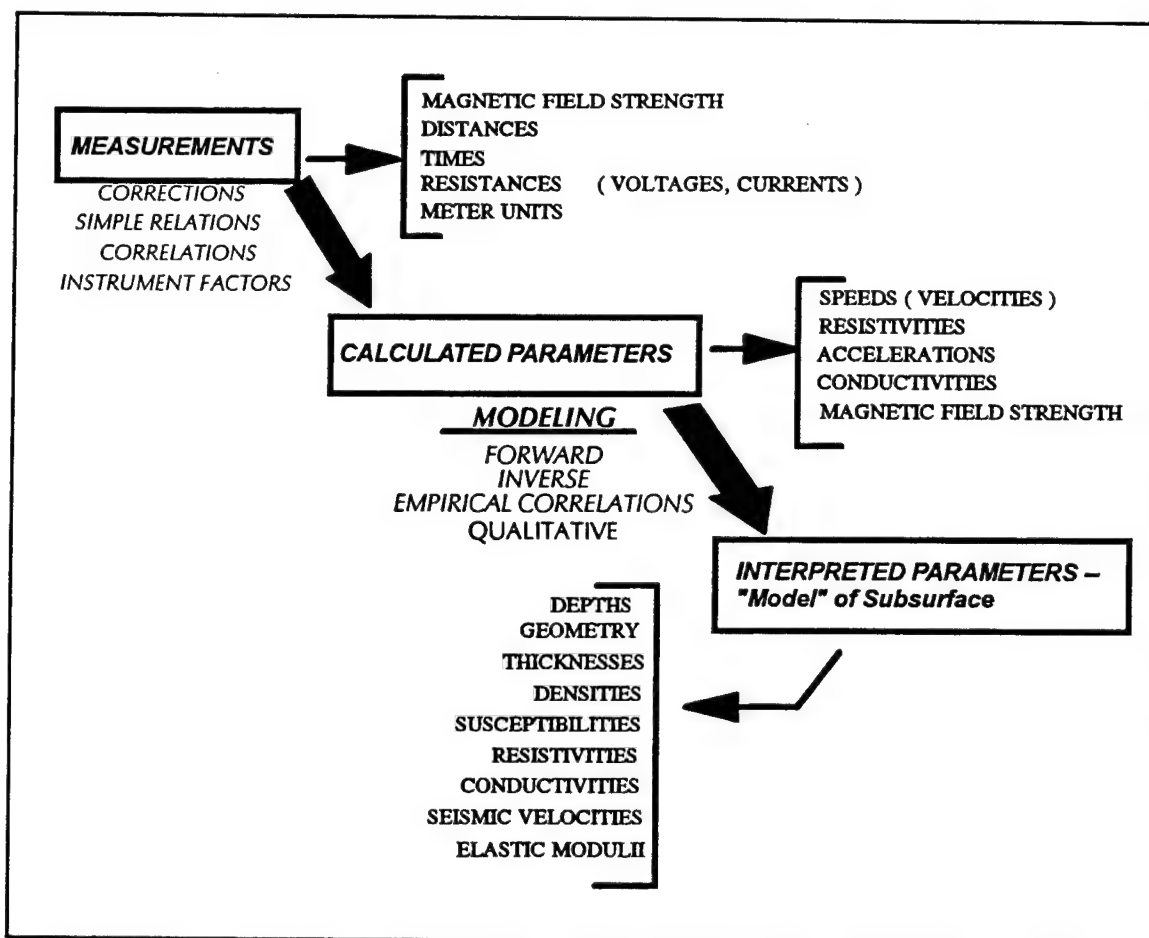 MEASUREMENTS
CORRECTIONS
SIMPLE RELATIONS
CORRELATIONS
INSTRUMENT FACTORS
MAGNETIC FIELD STRENGTH
DISTANCES
TIMES
RESISTANCES ( VOLTAGES, CURRENTS )
METER UNITS
CALCULATED PARAMETERS
MODELING
FORWARD
INVERSE
EMPIRICAL CORRELATIONS
QUALITATIVE
SPEEDS ( VELOCITIES )
RESISTIVITIES
ACCELERATIONS
CONDUCTIVITIES
MAGNETIC FIELD STRENGTH
INTERPRETED PARAMETERS –
"Model" of Subsurface
DEPTHS
GEOMETRY
THICKNESSES
DENSITIES
SUSCEPTIBILITIES
RESISTIVITIES
CONDUCTIVITIES
SEISMIC VELOCITIES
ELASTIC MODULII